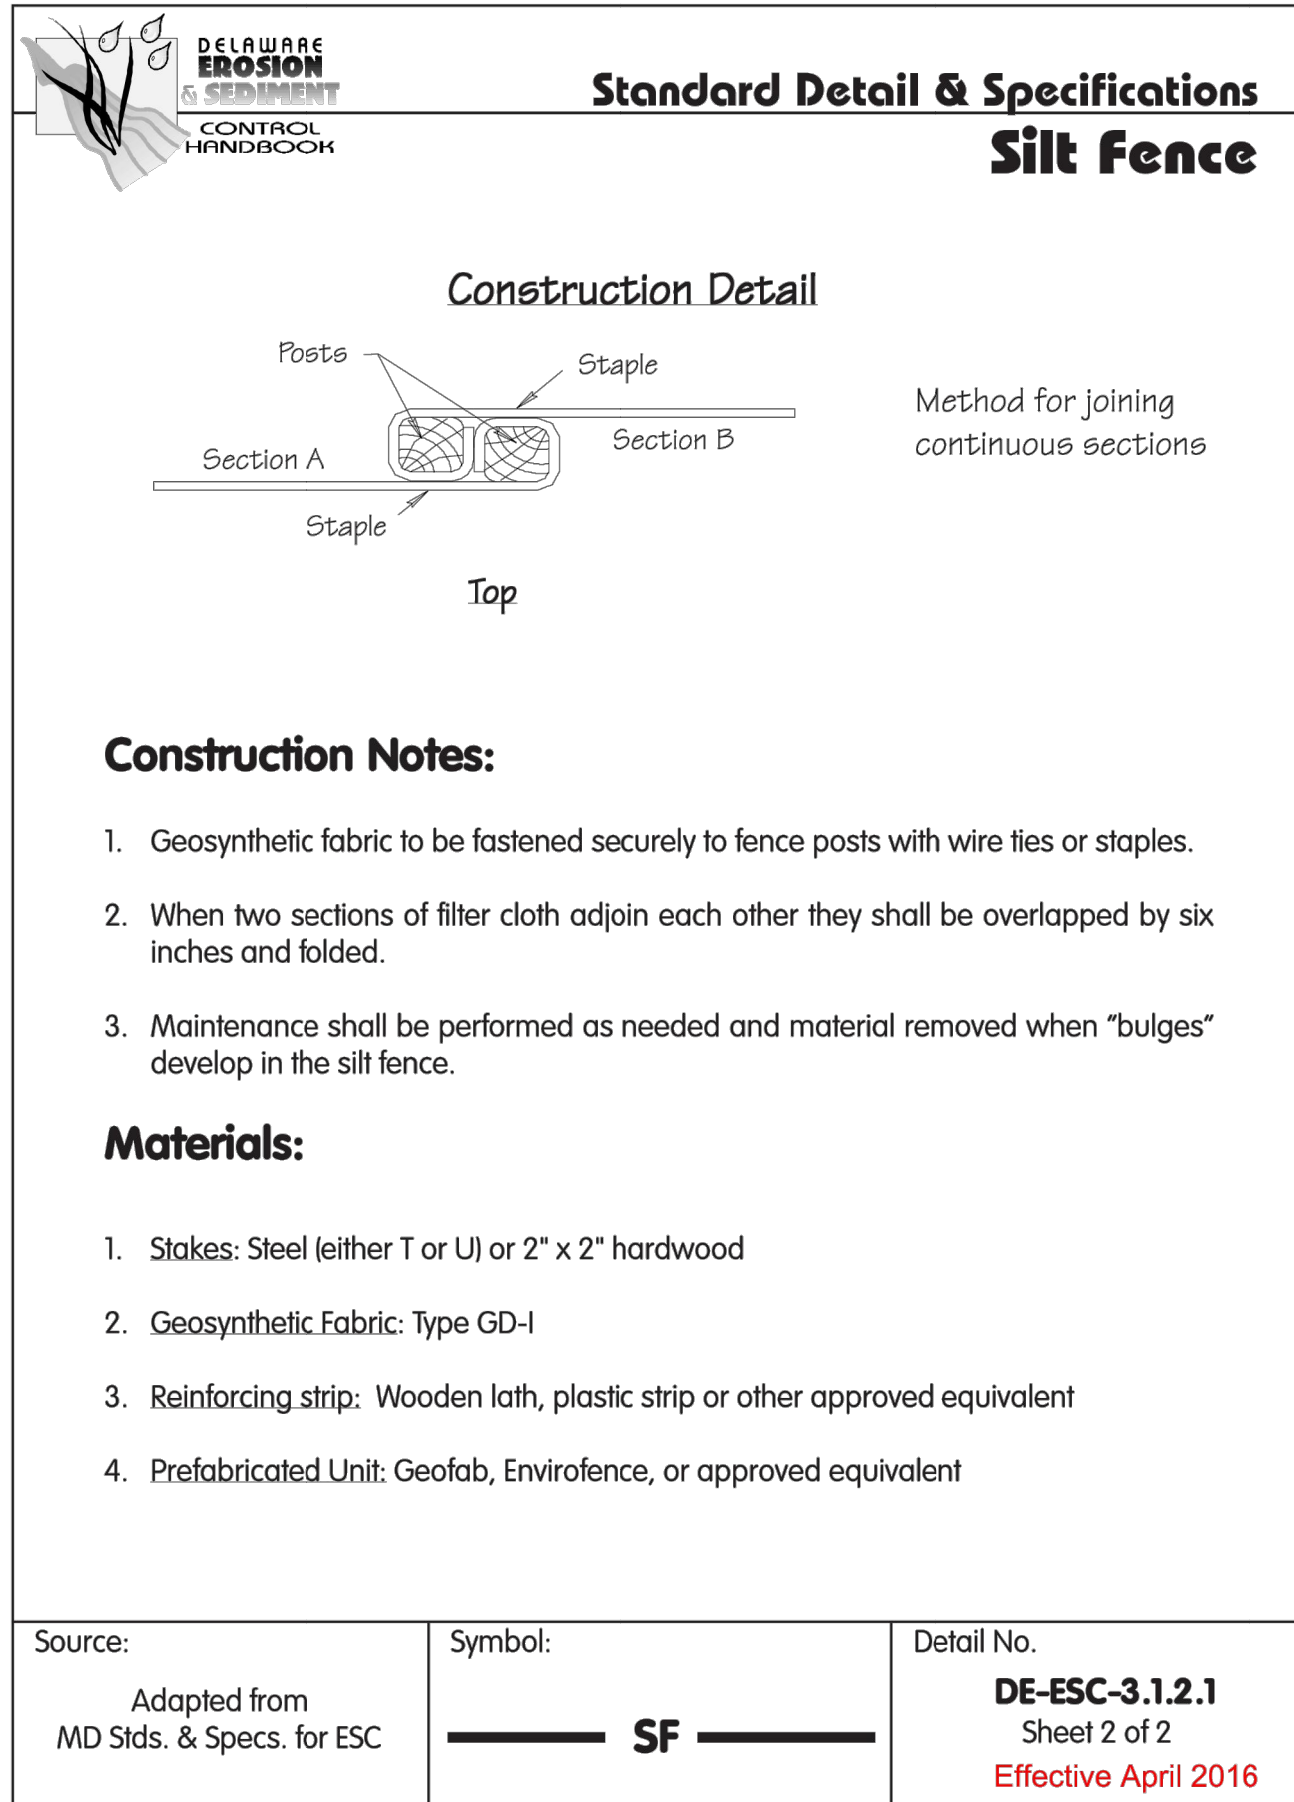 DELAWARE
EROSION
& SEDIMENT
CONTROL
HANDBOOK
Standard Detail & Specifications
Silt Fence
Construction Detail
Posts
Staple
Method for joining
continuous sections
Section B
Section A
Staple
Top
Construction Notes:
1. Geosynthetic fabric to be fastened securely to fence posts with wire ties or staples.
2. When two sections of filter cloth adjoin each other they shall be overlapped by six
inches and folded.
3. Maintenance shall be performed as needed and material removed when "bulges"
develop in the silt fence.
Materials:
1. Stakes: Steel (either T or U) or 2" x 2" hardwood
2. Geosynthetic Fabric: Type GD-I
3. Reinforcing strip: Wooden lath, plastic strip or other approved equivalent
4. Prefabricated Unit: Geofab, Envirofence, or approved equivalent
Source:
Adapted from
MD Stds. & Specs. for ESC
Symbol:
SF
Detail No.
DE-ESC-3.1.2.1
Sheet 2 of 2
Effective April 2016